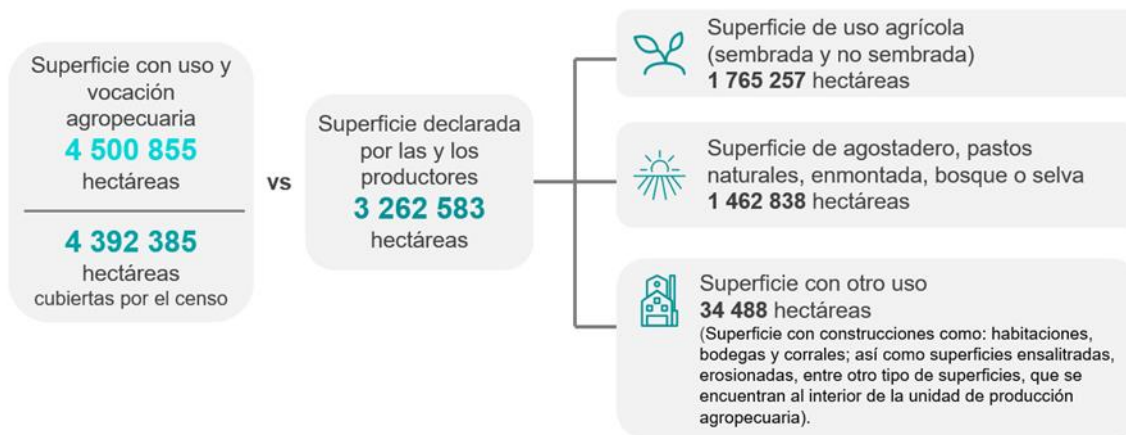 Superficie con uso y
vocación
agropecuaria
4 500 855
hectáreas
4 392 385
hectáreas
cubiertas por el censo
vs
Superficie declarada
por las y los
productores
3 262 583
hectáreas
Superficie de uso agrícola
(sembrada y no sembrada)
1 765 257 hectáreas
Superficie de agostadero, pastos
naturales, enmontada, bosque o selva
1 462 838 hectáreas
Superficie con otro uso
34 488 hectáreas
(Superficie con construcciones como: habitaciones,
bodegas y corrales; así como superficies ensalitradas,
erosionadas, entre otro tipo de superficies, que se
encuentran al interior de la unidad de producción
agropecuaria).